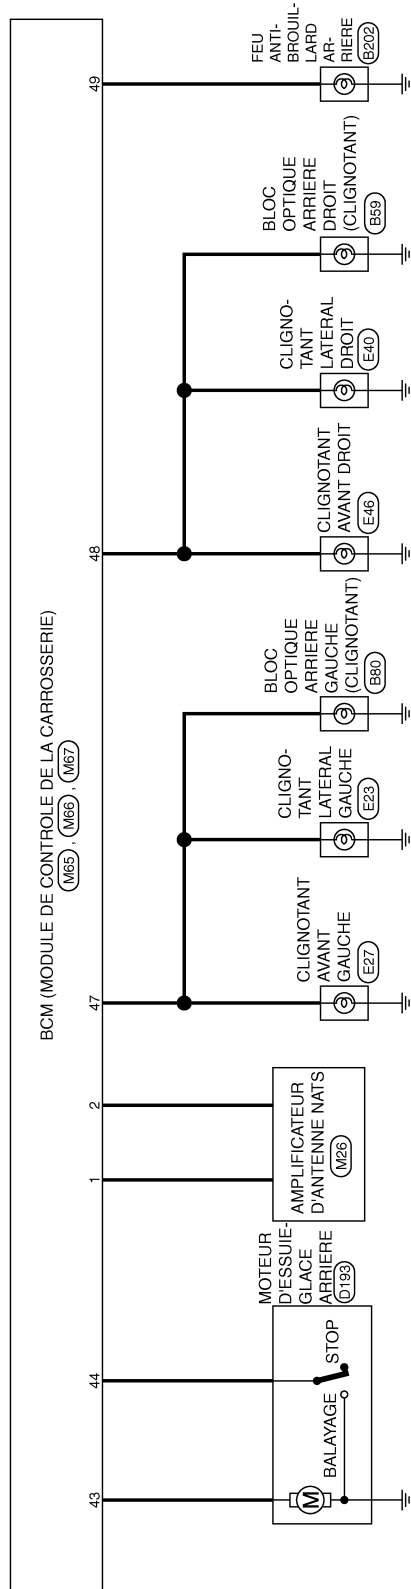 BCM (MODULE DE CONTROLE DE LA CARROSSERIE)
M65 , M66 , M67
43
44
1
2
47
48
49
BALAYAGE
STOP
M
MOTEUR
D'ESSUIE-
GLACE
ARRIERE
D193
AMPLIFICATEUR
D'ANTENNE NATS
M26
CLIGNOTANT
AVANT
GAUCHE
E27
CLIGNO-
TANT
LATERAL
GAUCHE
E23
BLOC
OPTIQUE
ARRIERE
GAUCHE
(CLIGNOTANT)
B80
CLIGNOTANT
AVANT DROIT
E46
CLIGNO-
TANT
LATERAL
DROIT
E40
BLOC
OPTIQUE
ARRIERE
DROIT
(CLIGNOTANT)
B59
FEU
ANTI-
BROUIL-
LARD
AR-
RIERE
B202